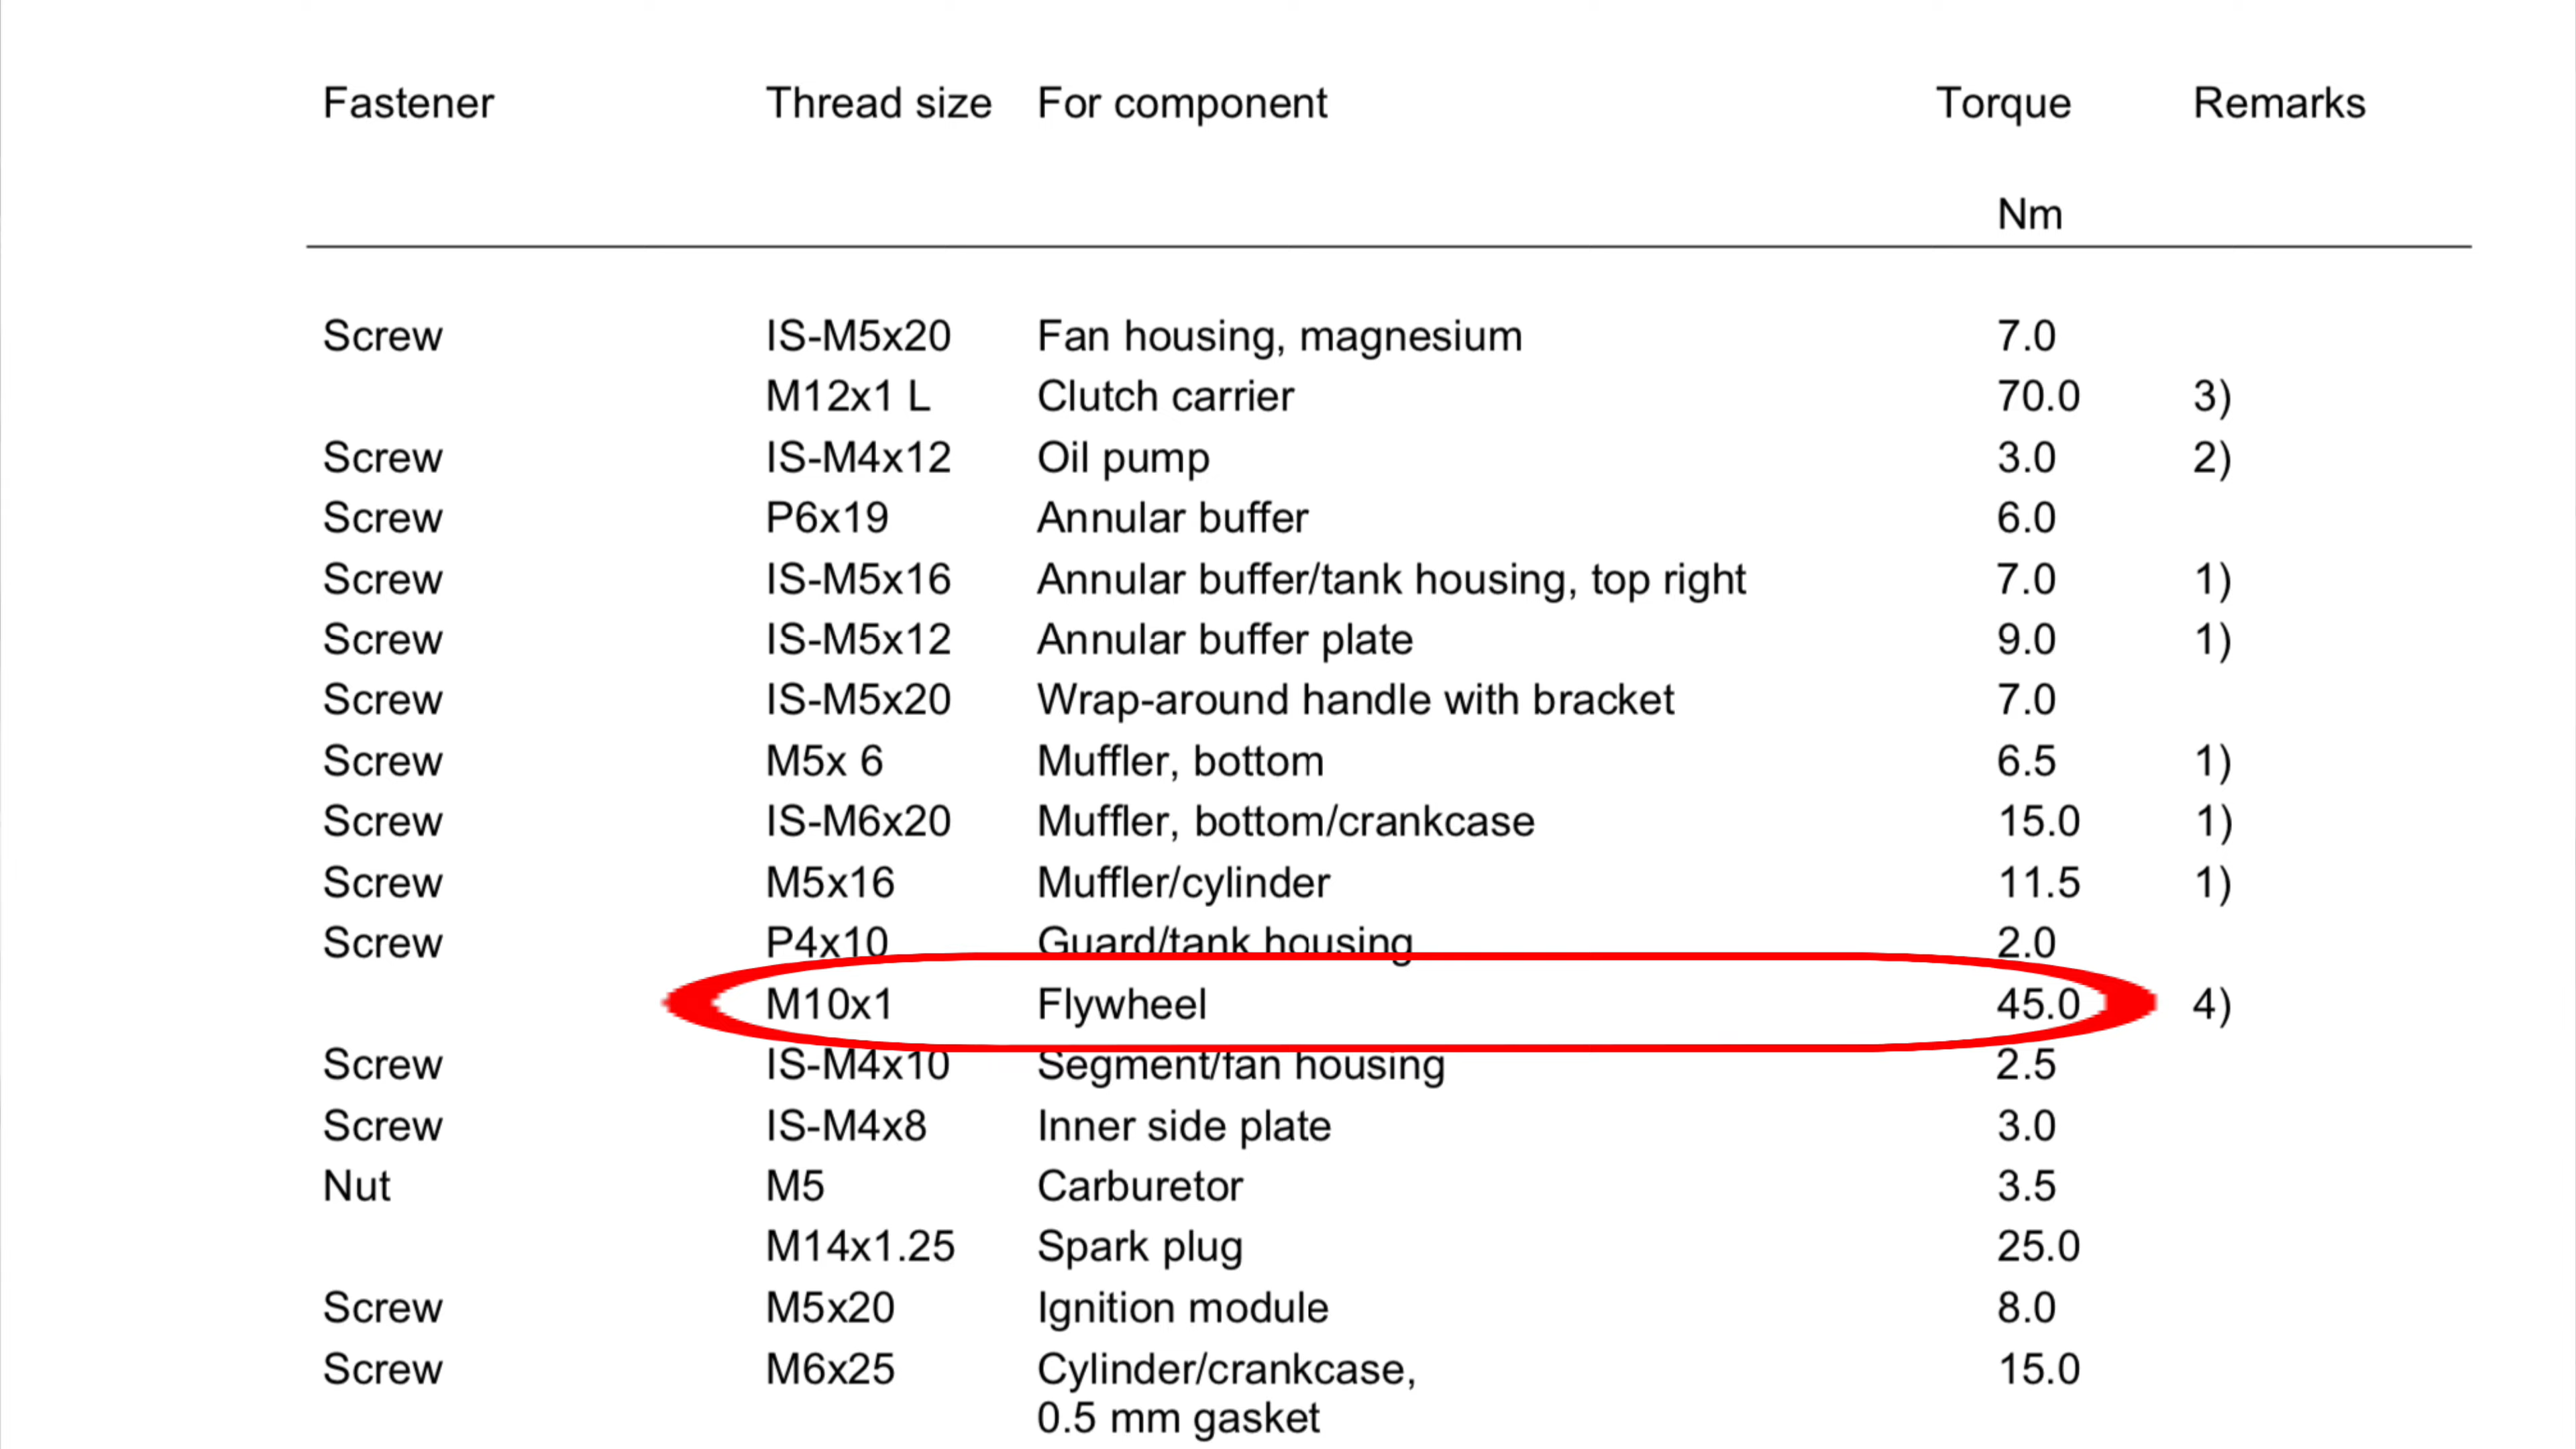 Fastener Thread size For component Torque Remarks
Nm
Screw IS-M5x20 Fan housing, magnesium 7.0
M12x1 L Clutch carrier 70.0 3)
Screw IS-M4x12 Oil pump 3.0 2)
Screw P6x19 Annular buffer 6.0
Screw IS-M5x16 Annular buffer/tank housing, top right 7.0 1)
Screw IS-M5x12 Annular buffer plate 9.0 1)
Screw IS-M5x20 Wrap-around handle with bracket 7.0
Screw M5x 6 Muffler, bottom 6.5 1)
Screw IS-M6x20 Muffler, bottom/crankcase 15.0 1)
Screw M5x16 Muffler/cylinder 11.5 1)
Screw P4x10 Guard/tank housing 2.0
M10x1 Flywheel 45.0 4)
Screw IS-M4x10 Segment/fan housing 2.5
Screw IS-M4x8 Inner side plate 3.0
Nut M5 Carburetor 3.5
M14x1.25 Spark plug 25.0
Screw M5x20 Ignition module 8.0
Screw M6x25 Cylinder/crankcase, 15.0
0.5 mm gasket